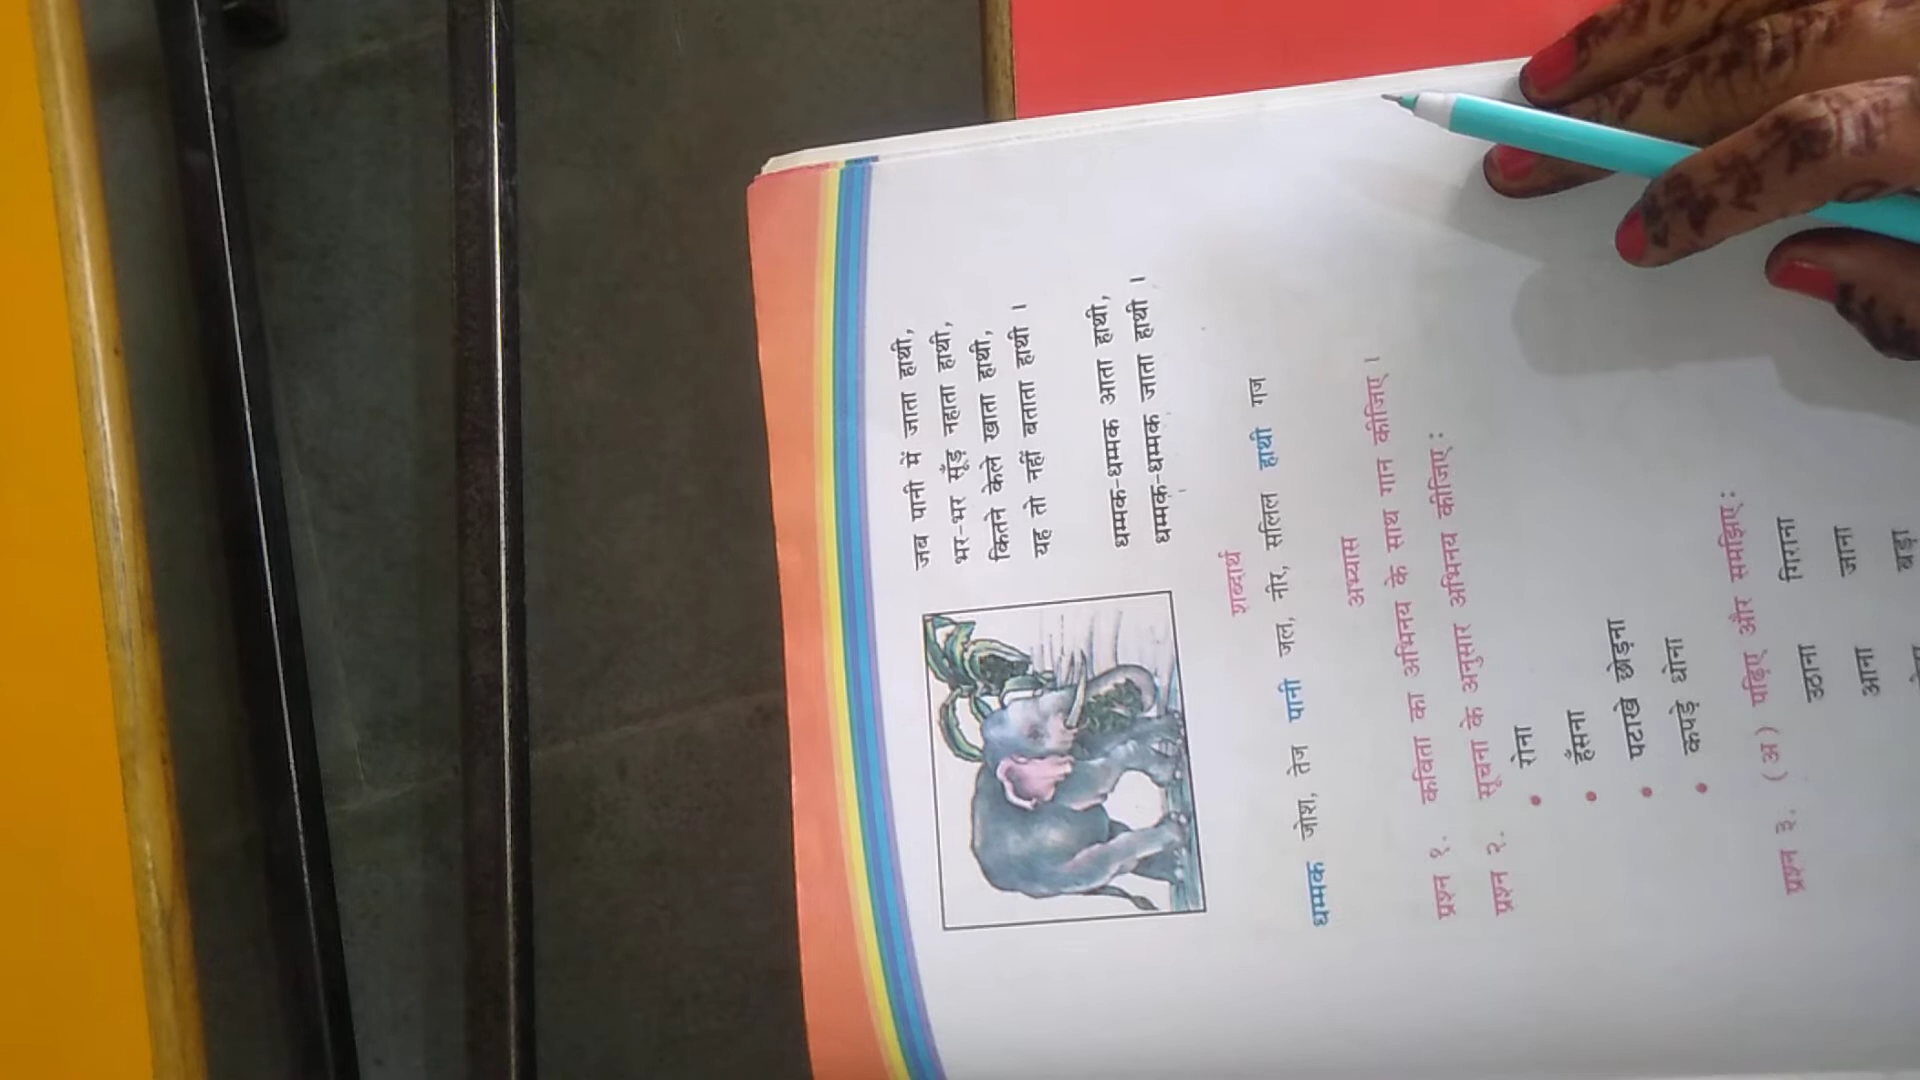 जब पानी में जाता हाथी,
भर-भर सूँड़ नहाता हाथी,
कितने केले खाता हाथी,
यह तो नहीं बताता हाथी ।
धम्मक-धम्मक आता हाथी,
धम्मक-धम्मक जाता हाथी ।
शब्दार्थ
धम्मक जोश, तेज पानी जल, नीर, सलिल हाथी गज
अभ्यास
प्रश्न १. कविता का अभिनय के साथ गान कीजिए ।
प्रश्न २. सूचना के अनुसार अभिनय कीजिए :
• रोना
• हँसना
• पटाखे छोड़ना
• कपड़े धोना
प्रश्न ३. (अ) पढ़िए और समझिए :
उठाना गिराना
आना जाना
बड़ा